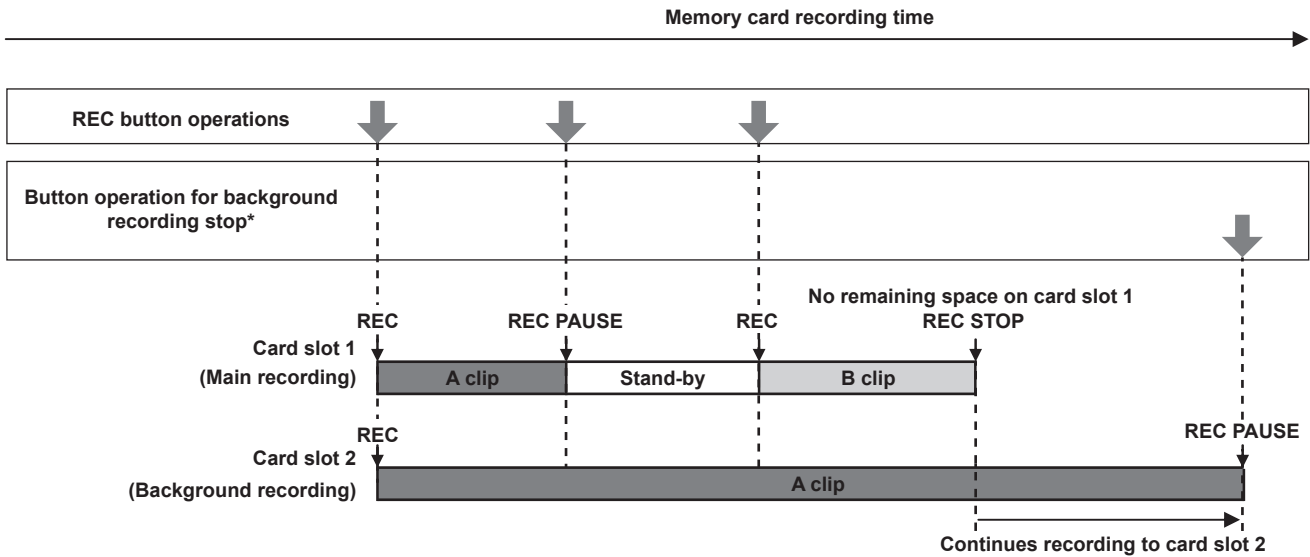 Memory card recording time
REC button operations
Button operation for background
recording stop*
No remaining space on card slot 1
REC
REC PAUSE
REC
REC STOP
Card slot 1
(Main recording)
A clip
Stand-by
B clip
REC
REC PAUSE
Card slot 2
(Background recording)
A clip
Continues recording to card slot 2